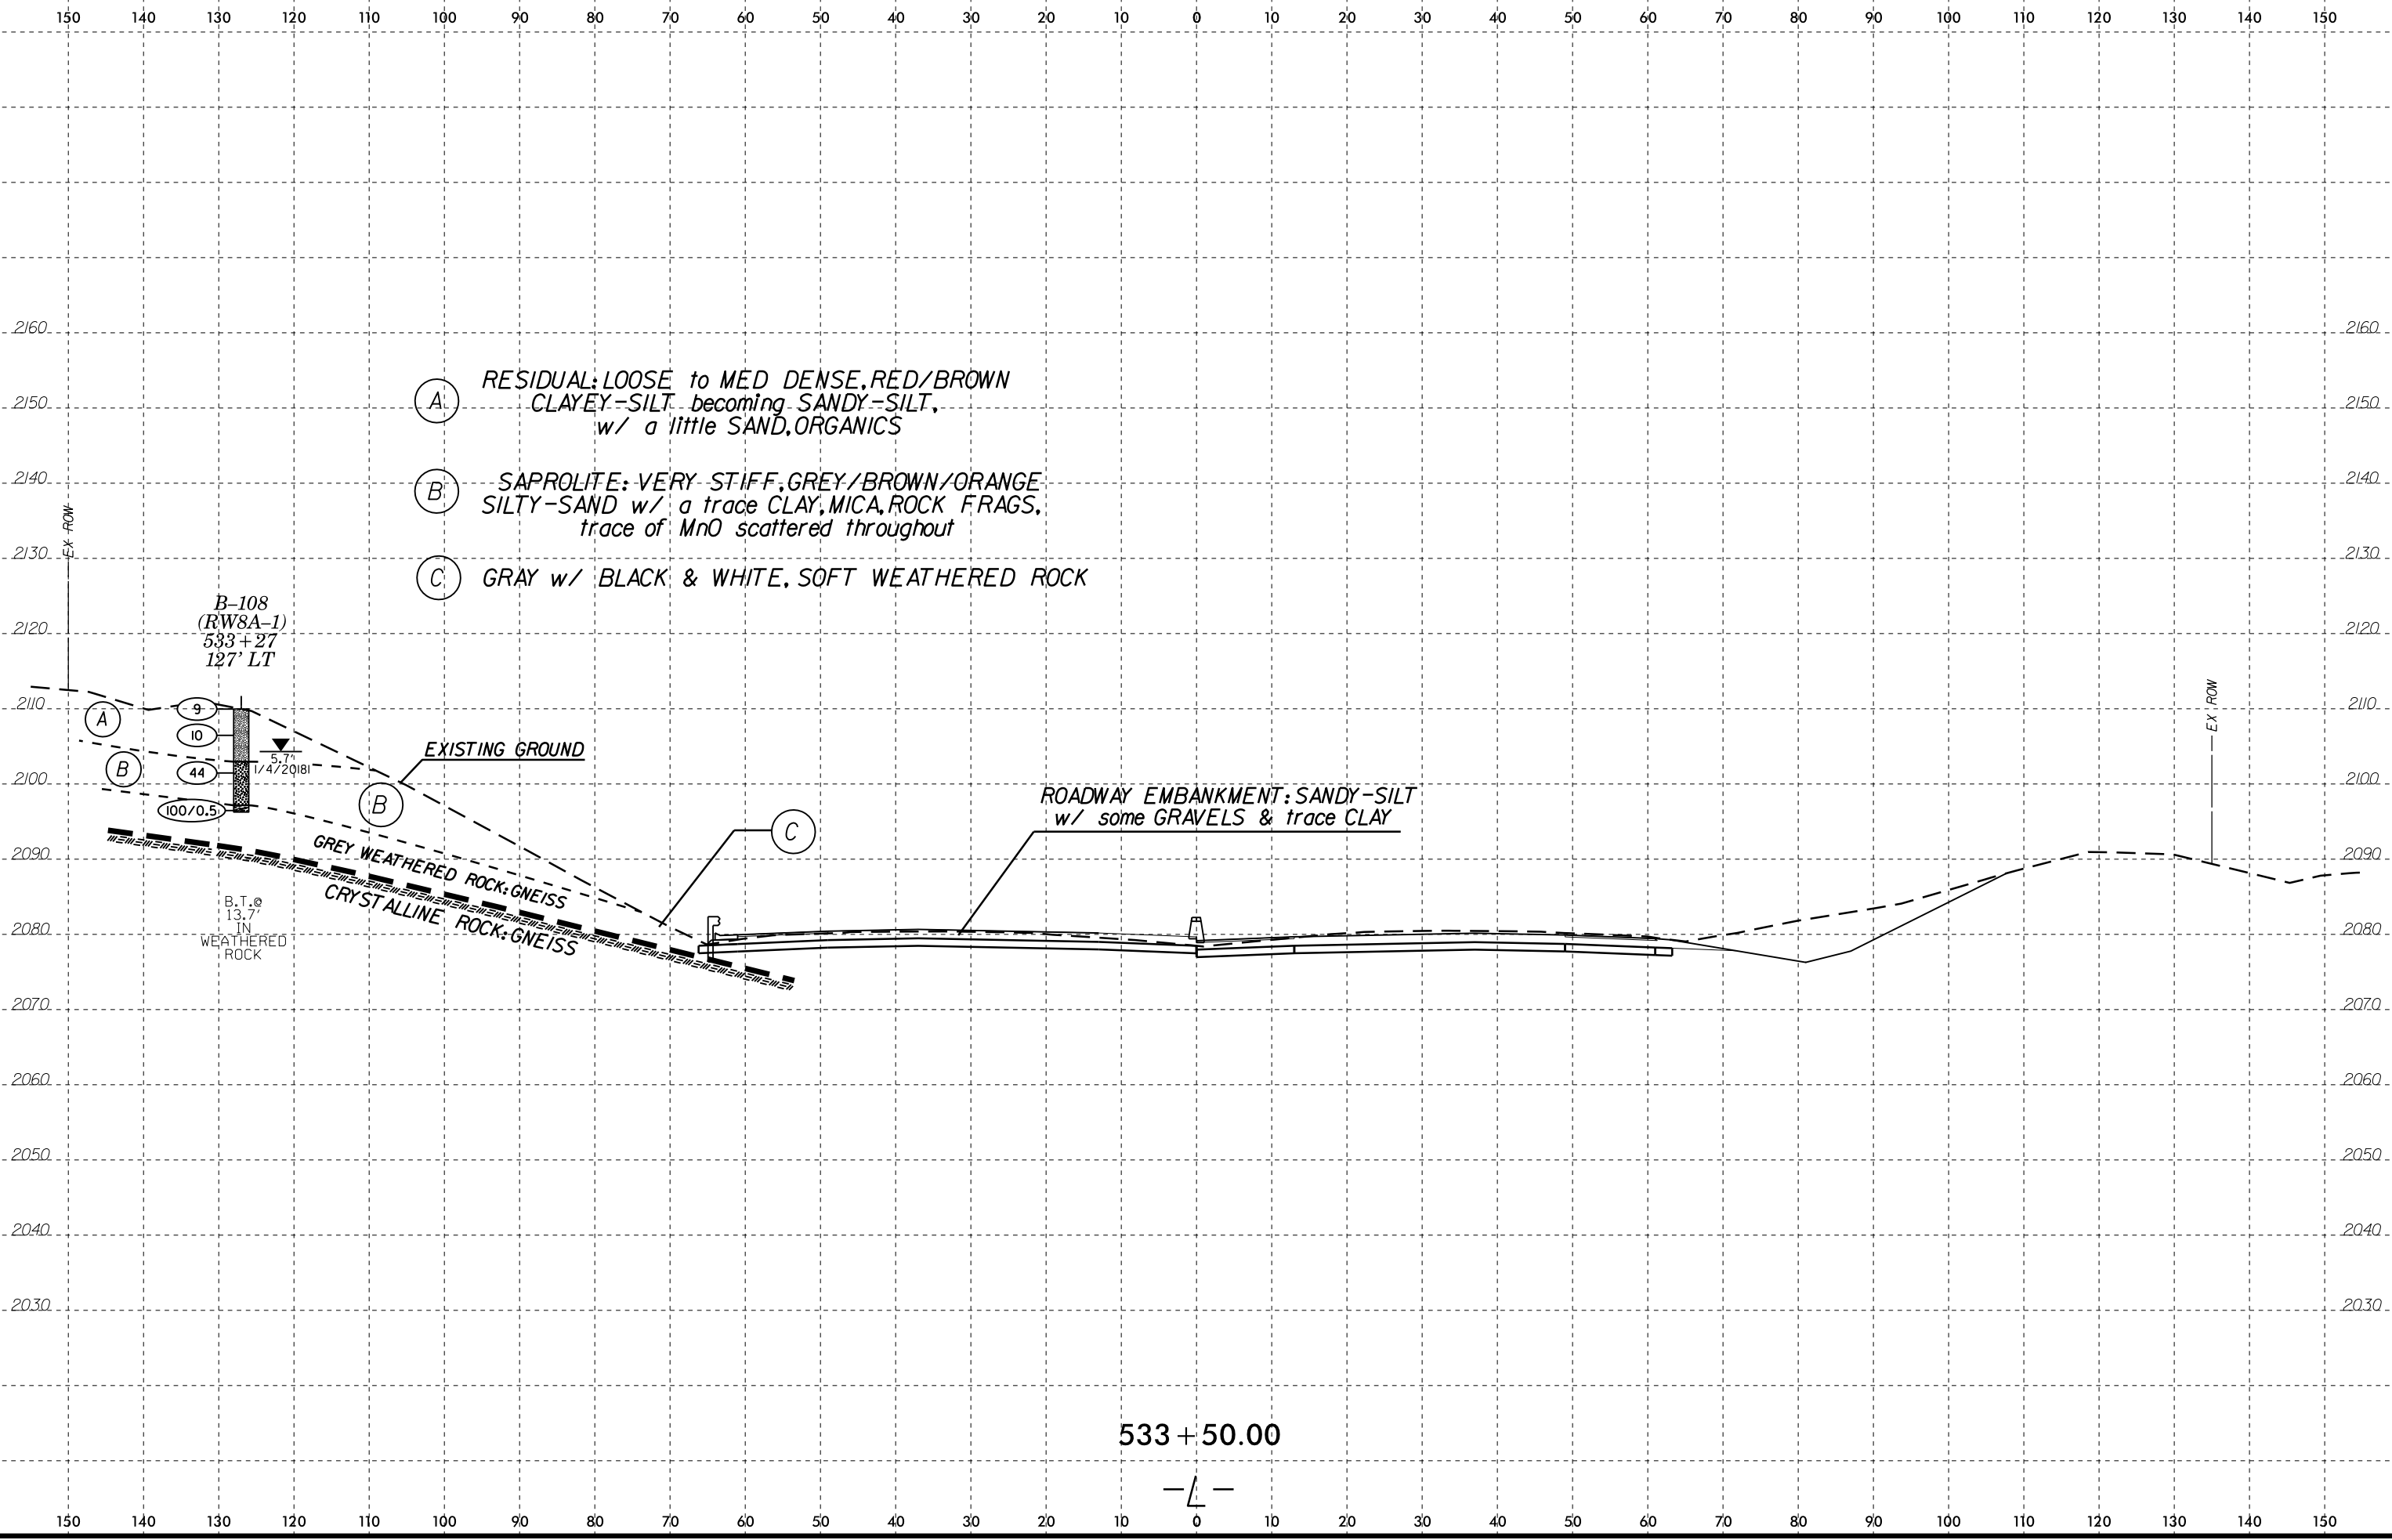 150 140 130 120 110 100 90 80 70 60 50 40 30 20 10 0 10 20 30 40 50 60 70 80 90 100 110 120 130 140 150
2160 2160
RESIDUAL: LOOSE to MED DENSE, RED/BROWN
A CLAYEY-SILT becoming SANDY-SILT,
2150 2150
w/ a little SAND, ORGANICS
2140 2140
SAPROLITE: VERY STIFF, GREY/BROWN/ORANGE
B SILTY-SAND w/ a trace CLAY, MICA, ROCK FRAGS,
trace of MnO scattered throughout
EX ROW
2130 2130
C GRAY w/ BLACK & WHITE, SOFT WEATHERED ROCK
B-108
(RW8A-1)
2120 2120
533+27
127' LT
EX ROW
2110 2110
9
A
10
EXISTING GROUND
5.7'
1/4/2018
B
44
2100 2100
B
100/0.5
ROADWAY EMBANKMENT: SANDY-SILT
w/ some GRAVELS & trace CLAY
C
2090 2090
GREY WEATHERED ROCK: GNEISS
CRYSTALLINE ROCK: GNEISS
B.T.@
13.7'
IN
WEATHERED
ROCK
2080 2080
2070 2070
2060 2060
2050 2050
2040 2040
2030 2030
533+50.00
-L-
150 140 130 120 110 100 90 80 70 60 50 40 30 20 10 0 10 20 30 40 50 60 70 80 90 100 110 120 130 140 150